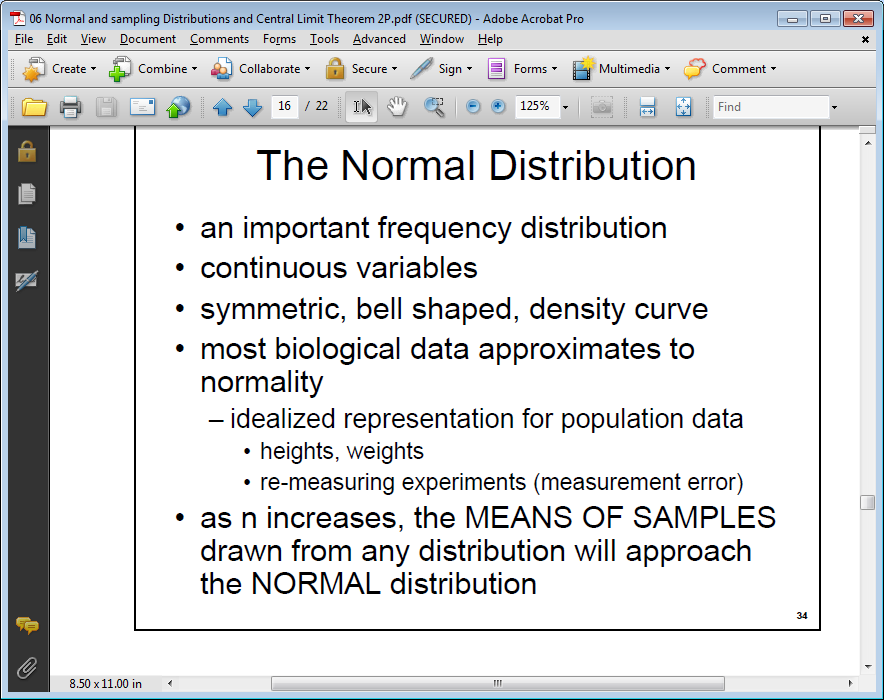 06 Normal and sampling Distributions and Central Limit Theorem 2P.pdf (SECURED) - Adobe Acrobat Pro
File Edit View Document Comments Forms Tools Advanced Window Help
Create Combine Collaborate Secure Sign Forms Multimedia Comment
16 / 22 125% Find
The Normal Distribution
• an important frequency distribution
• continuous variables
• symmetric, bell shaped, density curve
• most biological data approximates to
normality
– idealized representation for population data
• heights, weights
• re-measuring experiments (measurement error)
• as n increases, the MEANS OF SAMPLES
drawn from any distribution will approach
the NORMAL distribution
34
8.50 x 11.00 in